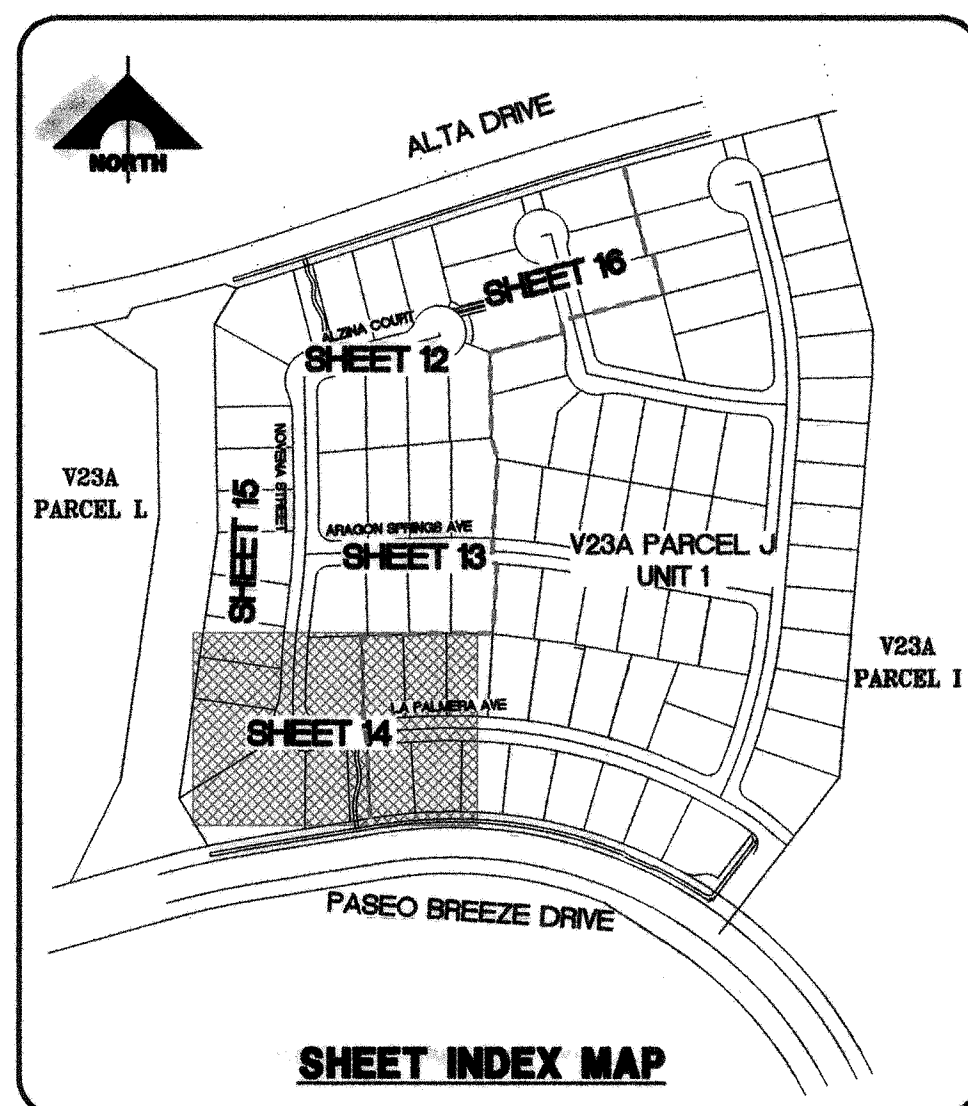 NORTH
ALTA DRIVE
SHEET 16
ALZINA COURT
SHEET 12
NOVENA STREET
V23A
PARCEL L
SHEET 15
ARAGON SPRINGS AVE
SHEET 13
V23A PARCEL J
UNIT 1
V23A
PARCEL I
LA PALMERA AVE
SHEET 14
PASEO BREEZE DRIVE
SHEET INDEX MAP